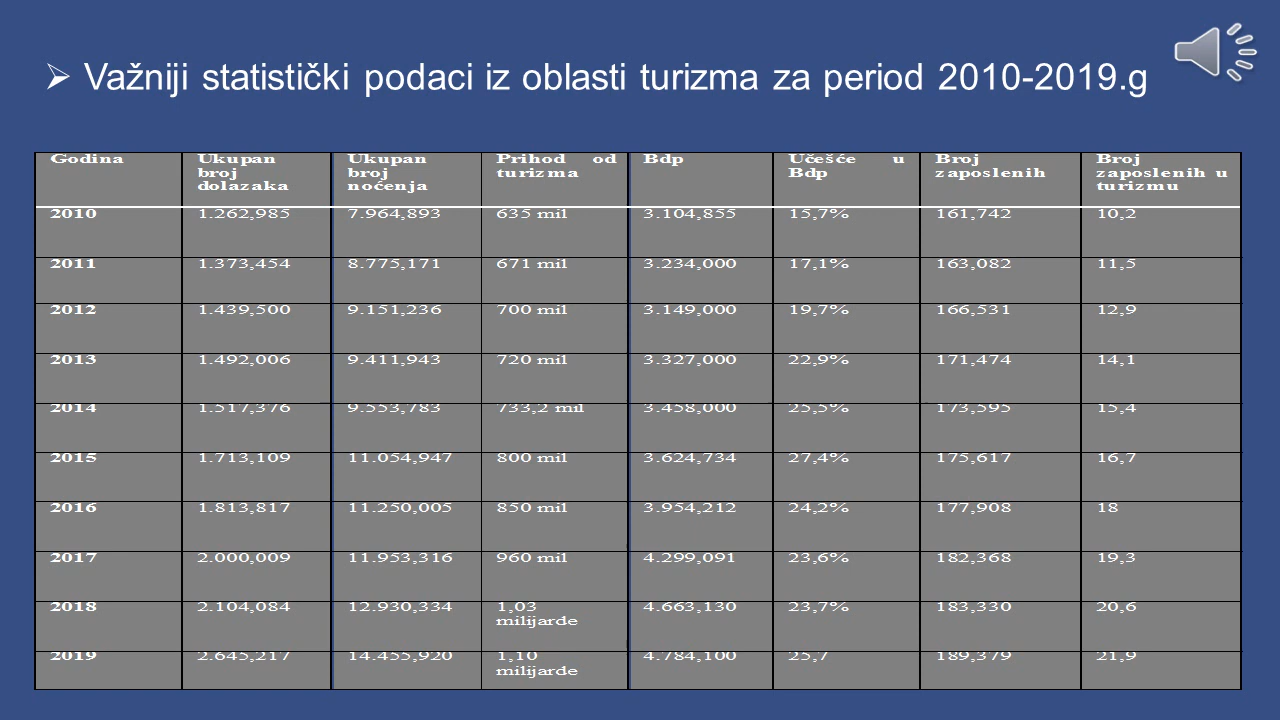 Važniji statistički podaci iz oblasti turizma za period 2010-2019.g
Godina Ukupan broj dolazaka Ukupan broj noćenja Prihod od turizma Bdp Učešće u Bdp Broj zaposlenih Broj zaposlenih u turizmu
2010 1.262,985 7.964,893 635 mil 3.104,855 15,7% 161,742 10,2
2011 1.373,454 8.775,171 671 mil 3.234,000 17,1% 163,082 11,5
2012 1.439,500 9.151,236 700 mil 3.149,000 19,7% 166,531 12,9
2013 1.492,006 9.411,943 720 mil 3.327,000 22,9% 171,474 14,1
2014 1.517,376 9.553,783 733,2 mil 3.458,000 25,5% 173,595 15,4
2015 1.713,109 11.054,947 800 mil 3.624,734 27,4% 175,617 16,7
2016 1.813,817 11.250,005 850 mil 3.954,212 24,2% 177,908 18
2017 2.000,009 11.953,316 960 mil 4.299,091 23,6% 182,368 19,3
2018 2.104,084 12.930,334 1,03 milijarde 4.663,130 23,7% 183,330 20,6
2019 2.645,217 14.455,920 1,10 milijarde 4.784,100 25,7 189,379 21,9